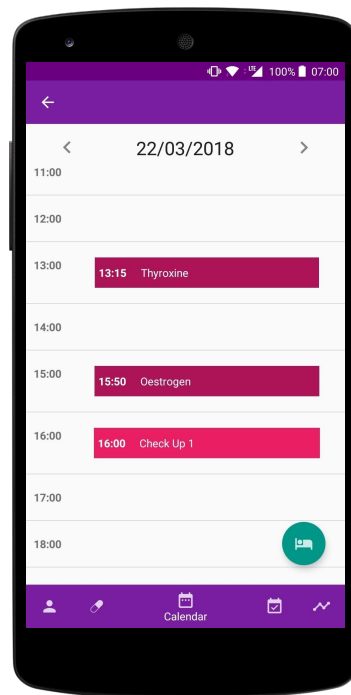 LTE 100% 07:00
22/03/2018
11:00
12:00
13:00
13:15 Thyroxine
14:00
15:00
15:50 Oestrogen
16:00
16:00 Check Up 1
17:00
18:00
Calendar